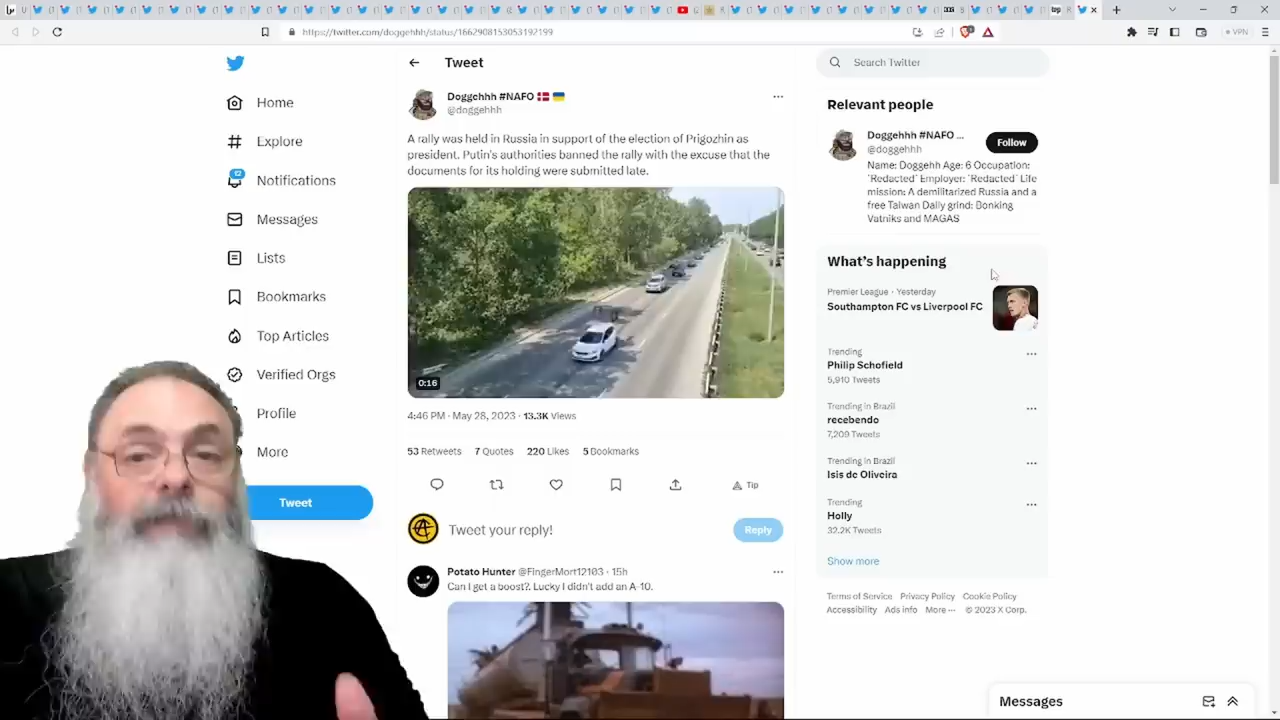 https://twitter.com/doggehhh/status/1662908153053192199
VPN
Home
Explore
Notifications
Messages
Lists
Bookmarks
Top Articles
Verified Orgs
Profile
More
Tweet
Tweet
Doggehhh #NAFO
@doggehhh
A rally was held in Russia in support of the election of Prigozhin as
president. Putin's authorities banned the rally with the excuse that the
documents for its holding were submitted late.
0:16
4:46 PM · May 28, 2023 · 13.3K Views
53 Retweets 7 Quotes 220 Likes 5 Bookmarks
Tip
Tweet your reply!
Reply
Potato Hunter @FingerMort12103 · 15h
Can I get a boost?. Lucky I didn't add an A-10.
Search Twitter
Relevant people
Doggehhh #NAFO ...
@doggehhh
Follow
Name: Doggehh Age: 6 Occupation:
`Redacted´ Employer: ´Redacted´ Life
mission: A demilitarized Russia and a
free Taiwan Daily grind: Bonking
Vatniks and MAGAS
What's happening
Premier League · Yesterday
Southampton FC vs Liverpool FC
Trending
Philip Schofield
5,910 Tweets
Trending in Brazil
recebendo
7,209 Tweets
Trending in Brazil
Isis de Oliveira
Trending
Holly
32.2K Tweets
Show more
Terms of Service Privacy Policy Cookie Policy
Accessibility Ads info More ··· © 2023 X Corp.
Messages